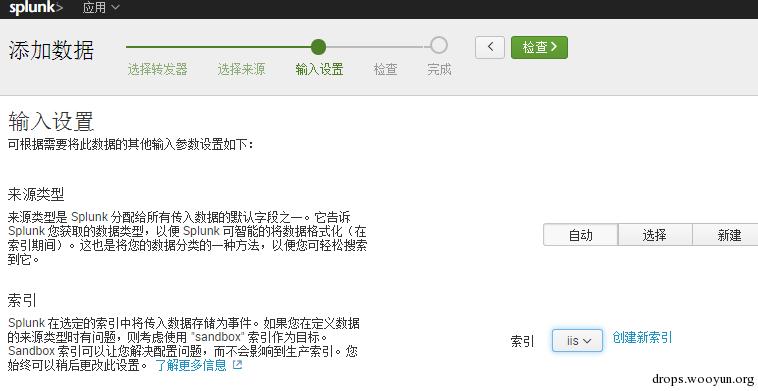 splunk> 应用
添加数据
选择转发器 选择来源 输入设置 检查 完成
< 检查 >
输入设置
可根据需要将此数据的其他输入参数设置如下：
来源类型
来源类型是 Splunk 分配给所有传入数据的默认字段之一。它告诉
Splunk 您获取的数据类型，以便 Splunk 可智能的将数据格式化（在
索引期间）。这也是将您的数据分类的一种方法，以便您可轻松搜索
到它。
自动 选择 新建
索引
Splunk 在选定的索引中将传入数据存储为事件。如果您在定义数据
的来源类型时有问题，则考虑使用 "sandbox" 索引作为目标。
Sandbox 索引可以让您解决配置问题，而不会影响到生产索引。您
始终可以稍后更改此设置。 了解更多信息
索引 iis 创建新索引
drops.wooyun.org